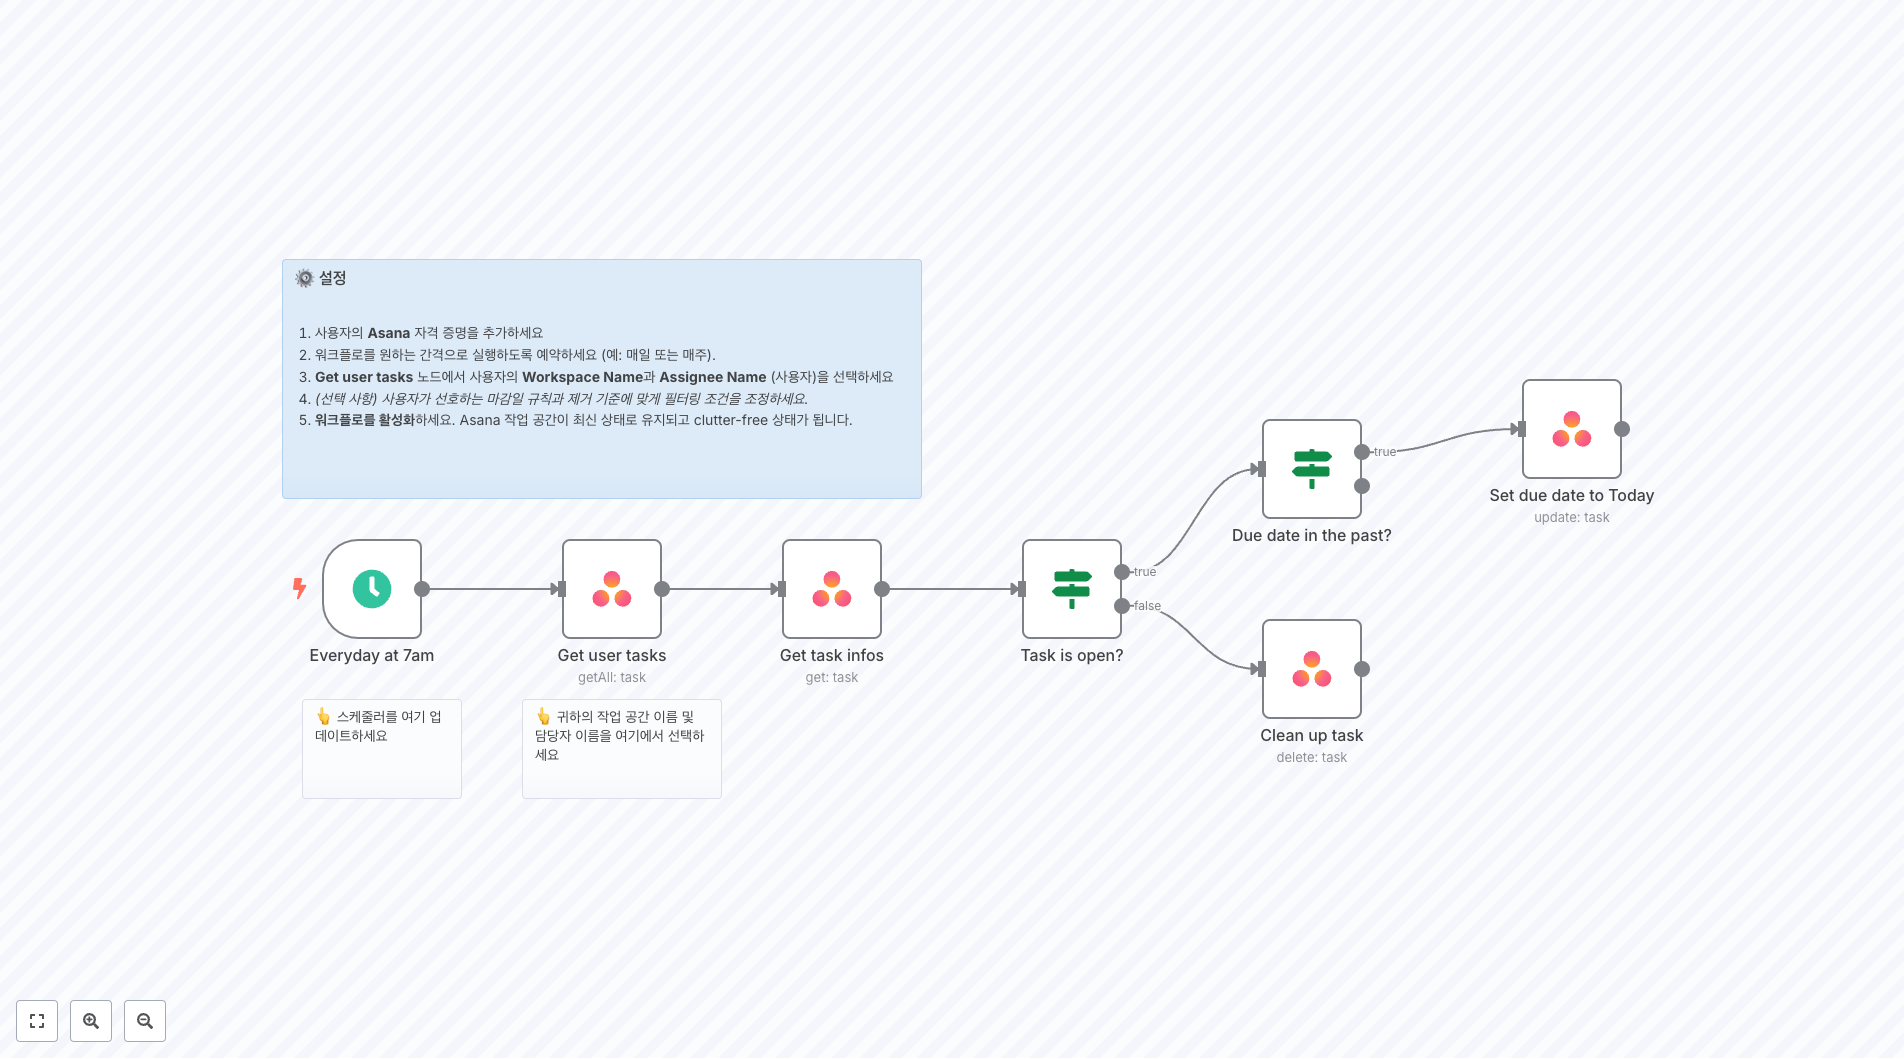 ⚙️ 설정
1. 사용자의 Asana 자격 증명을 추가하세요
2. 워크플로를 원하는 간격으로 실행하도록 예약하세요 (예: 매일 또는 매주).
3. Get user tasks 노드에서 사용자의 Workspace Name과 Assignee Name (사용자)을 선택하세요
4. (선택 사항) 사용자가 선호하는 마감일 규칙과 제거 기준에 맞게 필터링 조건을 조정하세요.
5. 워크플로를 활성화하세요. Asana 작업 공간이 최신 상태로 유지되고 clutter-free 상태가 됩니다.
Everyday at 7am
Get user tasks
getAll: task
Get task infos
get: task
Task is open?
true
false
Due date in the past?
true
Set due date to Today
update: task
Clean up task
delete: task
👆 스케줄러를 여기 업
데이트하세요
👆 귀하의 작업 공간 이름 및
담당자 이름을 여기에서 선택하
세요